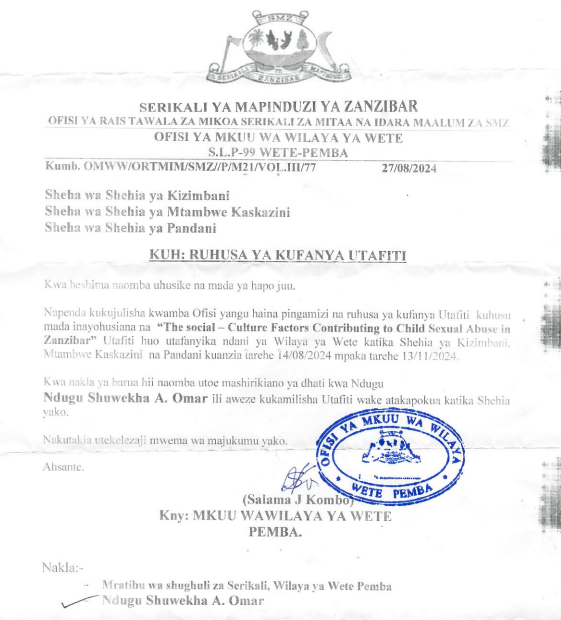 SMZ
SERIKALI YA MAPINDUZI
ZANZIBAR
SERIKALI YA MAPINDUZI YA ZANZIBAR
OFISI YA RAIS TAWALA ZA MIKOA SERIKALI ZA MITAA NA IDARA MAALUM ZA SMZ
OFISI YA MKUU WA WILAYA YA WETE
S.L.P-99 WETE-PEMBA
Kumb. OMWW/ORTMIM/SMZ//P/M21/VOL.III/77 27/08/2024
Sheha wa Shehia ya Kizimbani
Sheha wa Shehia ya Mtambwe Kaskazini
Sheha wa Shehia ya Pandani
KUH: RUHUSA YA KUFANYA UTAFITI
Kwa heshima naomba uhusike na mada ya hapo juu.
Napenda kukujulisha kwamba Ofisi yangu haina pingamizi na ruhusa ya kufanya Utafiti kuhusu
mada inayohusiana na “The social – Culture Factors Contributing to Child Sexual Abuse in
Zanzibar” Utafiti huo utafanyika ndani ya Wilaya ya Wete katika Shehia ya Kizimbani,
Mtambwe Kaskazini na Pandani kuanzia tarehe 14/08/2024 mpaka tarehe 13/11/2024.
Kwa nakla ya barua hii naomba utoe mashirikiano ya dhati kwa Ndugu
Ndugu Shuwekha A. Omar ili aweze kukamilisha Utafiti wake atakapokua katika Shehia
yako.
Nakutakia utekelezaji mwema wa majukumu yako.
Ahsante.
OFISI YA MKUU WA WILAYA
WETE PEMBA
(Salama J Kombo)
Kny: MKUU WAWILAYA YA WETE
PEMBA.
Nakla:-
- Mratibu wa shughuli za Serikali, Wilaya ya Wete Pemba
- Ndugu Shuwekha A. Omar